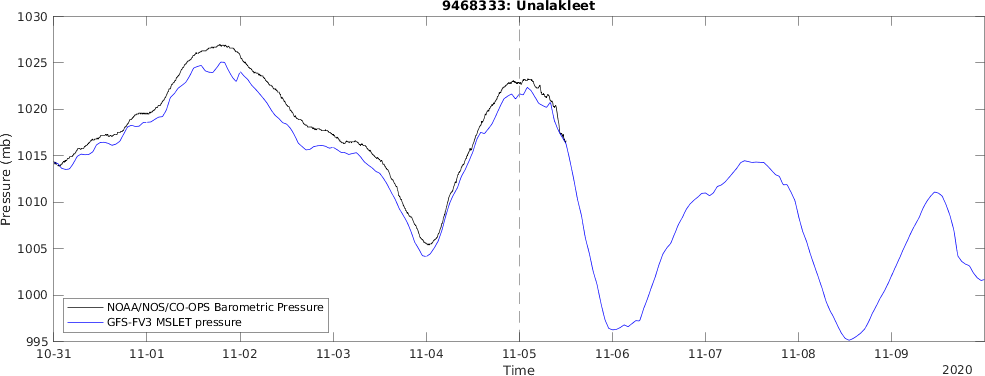 9468333: Unalakleet
1030
1025
1020
1015
1010
1005
1000
995
Pressure (mb)
NOAA/NOS/CO-OPS Barometric Pressure
GFS-FV3 MSLET pressure
10-31 11-01 11-02 11-03 11-04 11-05 11-06 11-07 11-08 11-09
Time
2020